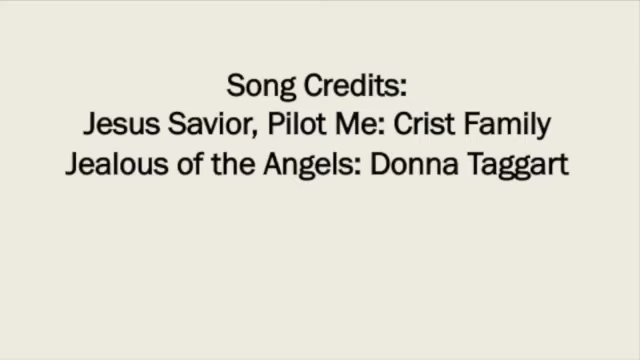 Song Credits:
Jesus Savior, Pilot Me: Crist Family
Jealous of the Angels: Donna Taggart